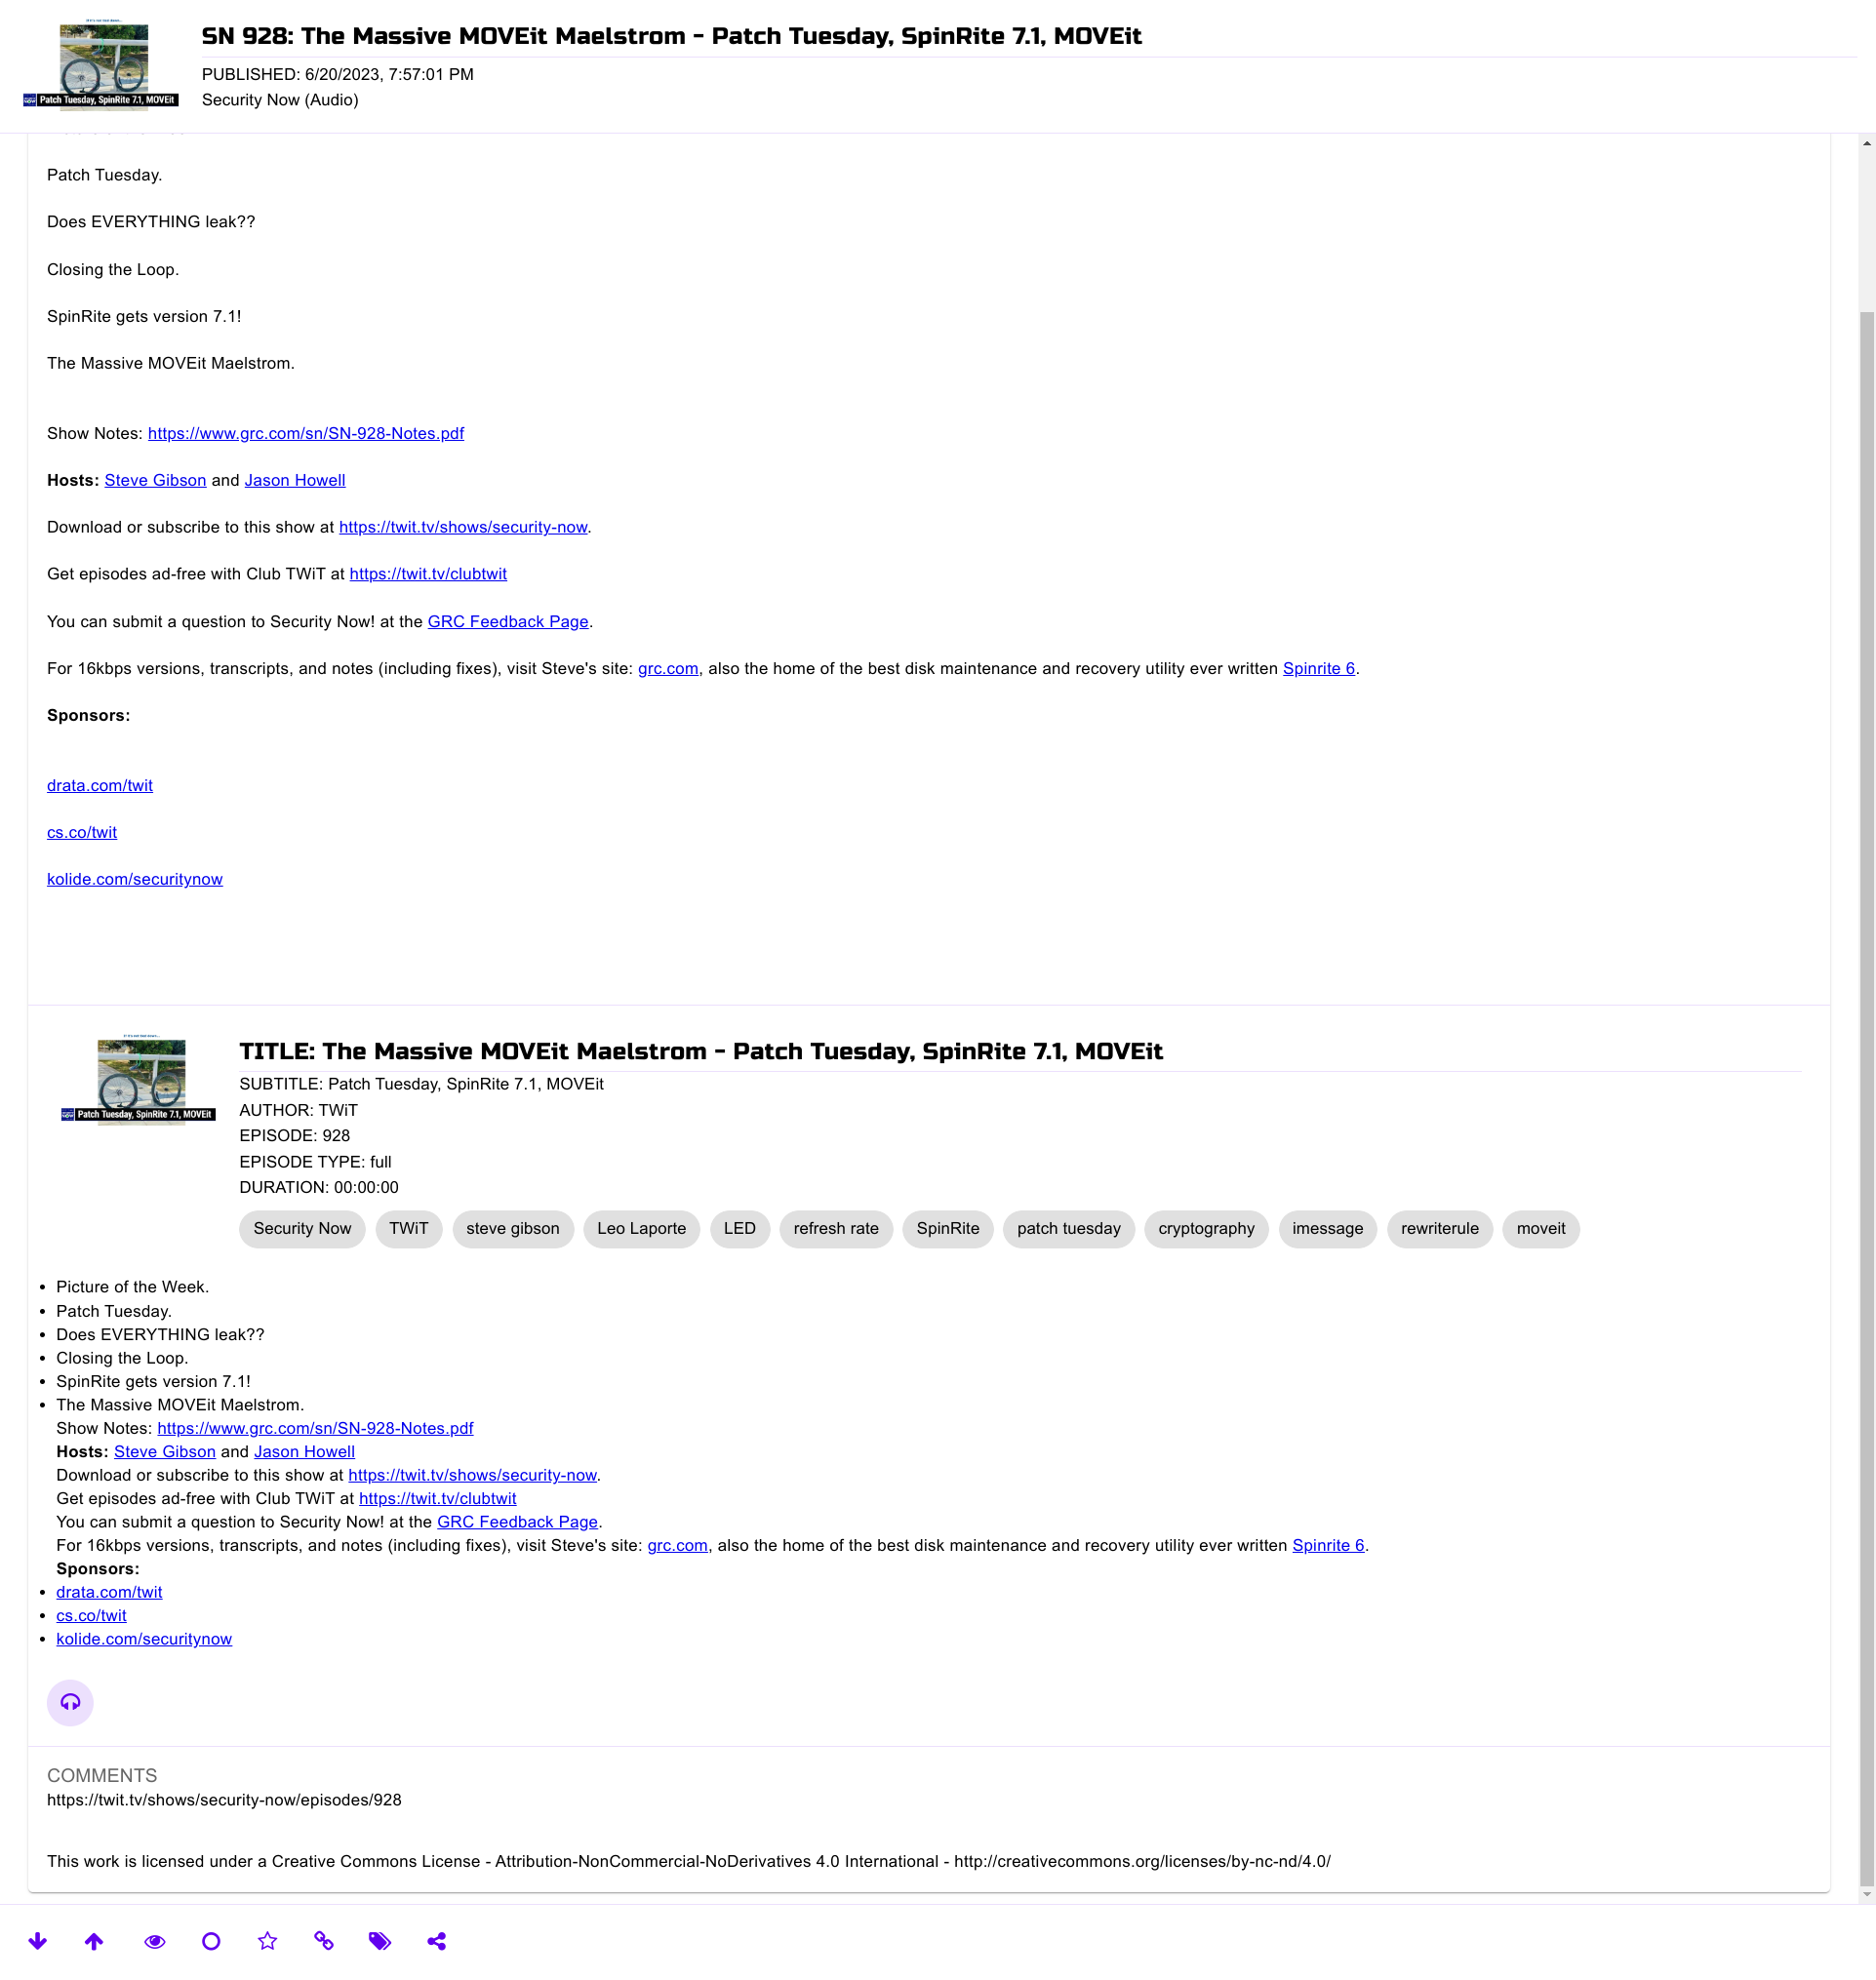 SN 928: The Massive MOVEit Maelstrom - Patch Tuesday, SpinRite 7.1, MOVEit
PUBLISHED: 6/20/2023, 7:57:01 PM
Security Now (Audio)
Patch Tuesday, SpinRite 7.1, MOVEit
Patch Tuesday.
Does EVERYTHING leak??
Closing the Loop.
SpinRite gets version 7.1!
The Massive MOVEit Maelstrom.
Show Notes: https://www.grc.com/sn/SN-928-Notes.pdf
Hosts: Steve Gibson and Jason Howell
Download or subscribe to this show at https://twit.tv/shows/security-now.
Get episodes ad-free with Club TWiT at https://twit.tv/clubtwit
You can submit a question to Security Now! at the GRC Feedback Page.
For 16kbps versions, transcripts, and notes (including fixes), visit Steve's site: grc.com, also the home of the best disk maintenance and recovery utility ever written Spinrite 6.
Sponsors:
drata.com/twit
cs.co/twit
kolide.com/securitynow
TITLE: The Massive MOVEit Maelstrom - Patch Tuesday, SpinRite 7.1, MOVEit
Patch Tuesday, SpinRite 7.1, MOVEit
SUBTITLE: Patch Tuesday, SpinRite 7.1, MOVEit
AUTHOR: TWiT
EPISODE: 928
EPISODE TYPE: full
DURATION: 00:00:00
Security Now TWiT steve gibson Leo Laporte LED refresh rate SpinRite patch tuesday cryptography imessage rewriterule moveit
• Picture of the Week.
• Patch Tuesday.
• Does EVERYTHING leak??
• Closing the Loop.
• SpinRite gets version 7.1!
• The Massive MOVEit Maelstrom.
Show Notes: https://www.grc.com/sn/SN-928-Notes.pdf
Hosts: Steve Gibson and Jason Howell
Download or subscribe to this show at https://twit.tv/shows/security-now.
Get episodes ad-free with Club TWiT at https://twit.tv/clubtwit
You can submit a question to Security Now! at the GRC Feedback Page.
For 16kbps versions, transcripts, and notes (including fixes), visit Steve's site: grc.com, also the home of the best disk maintenance and recovery utility ever written Spinrite 6.
Sponsors:
• drata.com/twit
• cs.co/twit
• kolide.com/securitynow
COMMENTS
https://twit.tv/shows/security-now/episodes/928
This work is licensed under a Creative Commons License - Attribution-NonCommercial-NoDerivatives 4.0 International - http://creativecommons.org/licenses/by-nc-nd/4.0/